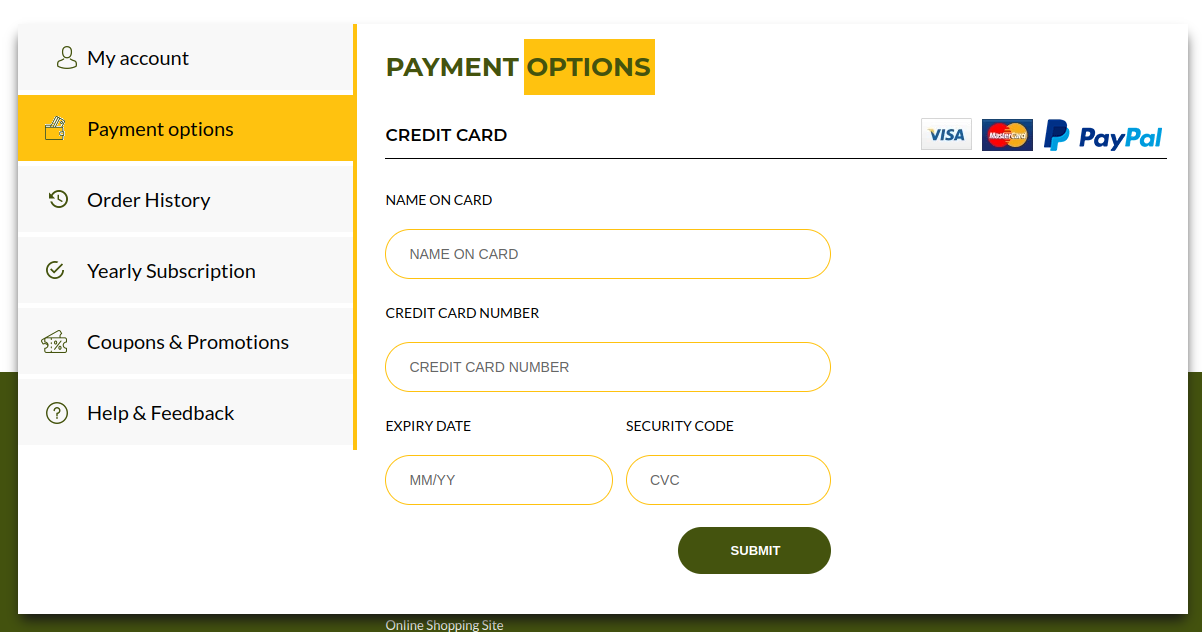 My account
Payment options
Order History
Yearly Subscription
Coupons & Promotions
Help & Feedback
PAYMENT OPTIONS
CREDIT CARD
VISA MasterCard PayPal
NAME ON CARD
NAME ON CARD
CREDIT CARD NUMBER
CREDIT CARD NUMBER
EXPIRY DATE SECURITY CODE
MM/YY CVC
SUBMIT
Online Shopping Site